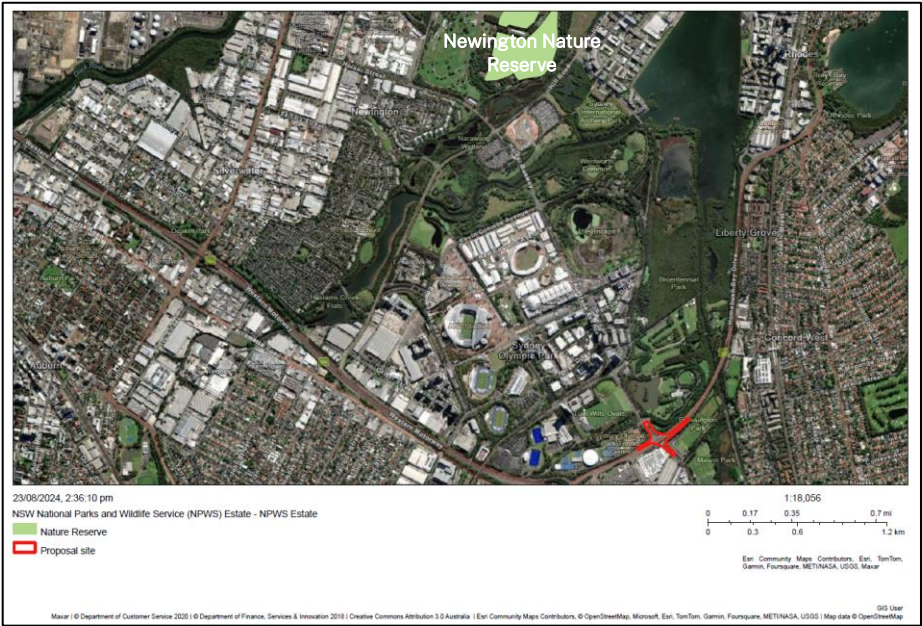 Newington Nature
Reserve
Rhodes
Newington
Silverwater
Liberty Grove
Bicentennial
Park
Concord West
Sydney
Olympic Park
Auburn
Haslams Creek
Flats
Mason Park
23/08/2024, 2:36:10 pm
NSW National Parks and Wildlife Service (NPWS) Estate - NPWS Estate
Nature Reserve
Proposal site
1:18,056
0 0.17 0.35 0.7 mi
0 0.3 0.6 1.2 km
Esri Community Maps Contributors, Esri, TomTom,
Garmin, Foursquare, METI/NASA, USGS, Maxar
GIS User
Maxar | © Department of Customer Service 2020 | © Department of Finance, Services & Innovation 2018 | Creative Commons Attribution 3.0 Australia | Esri Community Maps Contributors, © OpenStreetMap, Microsoft, Esri, TomTom, Garmin, Foursquare, METI/NASA, USGS | Map data © OpenStreetMap